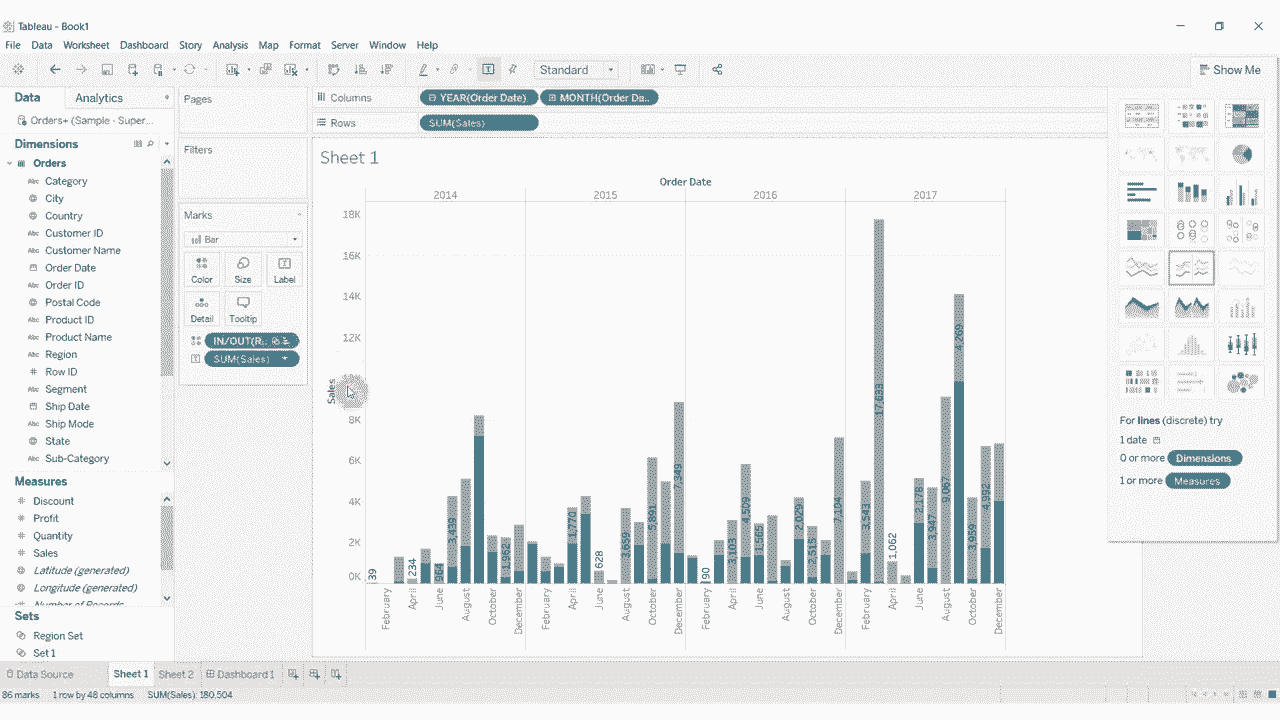 Tableau - Book1
File Data Worksheet Dashboard Story Analysis Map Format Server Window Help
Standard
Show Me
Data Analytics
Pages
Columns YEAR(Order Date) MONTH(Order Da..
Orders+ (Sample - Super...
Rows SUM(Sales)
Dimensions
Filters
Sheet 1
Orders
Category
City
Country
Customer ID
Customer Name
Order Date
Order ID
Postal Code
Product ID
Product Name
Region
Row ID
Segment
Ship Date
Ship Mode
State
Sub-Category
Measures
Discount
Profit
Quantity
Sales
Latitude (generated)
Longitude (generated)
Number of Records
Sets
Region Set
Set 1
Marks
Bar
Color Size Label
Detail Tooltip
IN/OUT(R..
SUM(Sales)
Order Date
2014 2015 2016 2017
Sales
18K
16K
14K
12K
8K
6K
4K
2K
0K
39 234 964 3,439 1,962 1,770 628 3,659 5,891 7,349 90 3,103 4,509 1,565 2,029 2,515 7,104 3,543 17,633 1,062 2,178 3,947 9,067 4,269 3,959 4,992
February April June August October December February April June August October December February April June August October December February April June August October December
For lines (discrete) try
1 date
0 or more Dimensions
1 or more Measures
Data Source Sheet 1 Sheet 2 Dashboard 1
86 marks 1 row by 48 columns SUM(Sales): 180,504